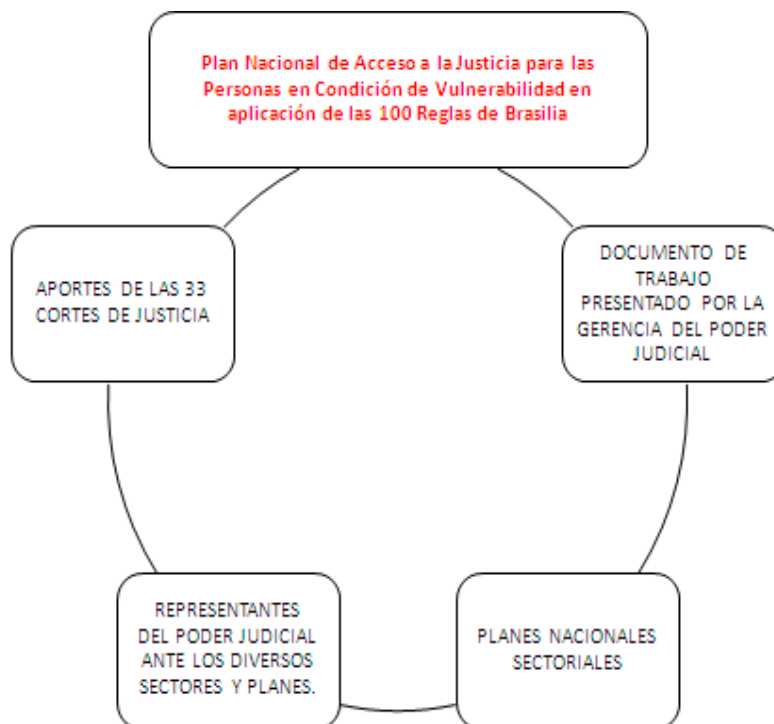 Plan Nacional de Acceso a la Justicia para las
Personas en Condición de Vulnerabilidad en
aplicación de las 100 Reglas de Brasilia
APORTES DE LAS 33
CORTES DE JUSTICIA
DOCUMENTO DE
TRABAJO
PRESENTADO POR LA
GERENCIA DEL PODER
JUDICIAL
REPRESENTANTES
DEL PODER JUDICIAL
ANTE LOS DIVERSOS
SECTORES Y PLANES.
PLANES NACIONALES
SECTORIALES